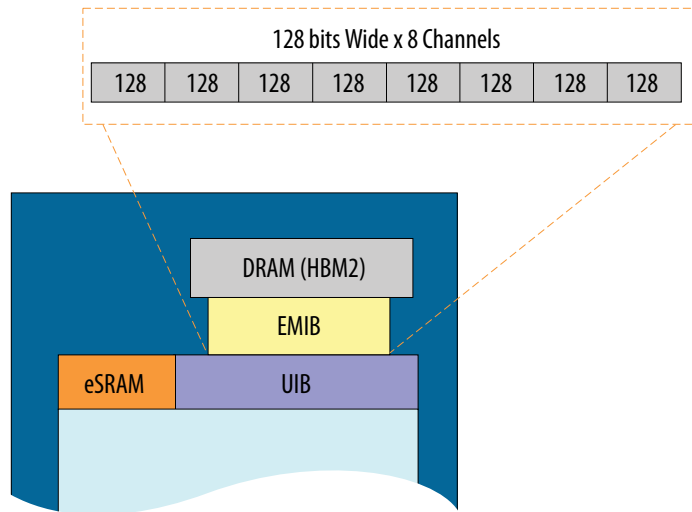 128 bits Wide x 8 Channels
128 128 128 128 128 128 128 128
DRAM (HBM2)
EMIB
eSRAM UIB